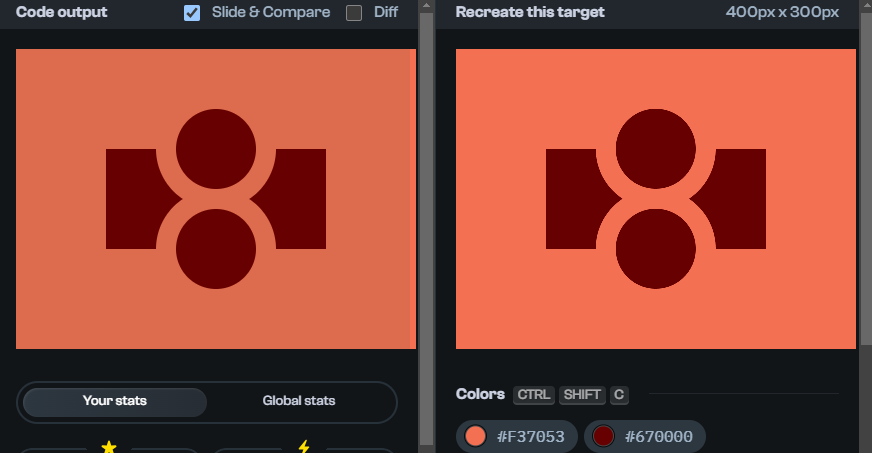 Code output Slide & Compare Diff
Recreate this target 400px x 300px
Your stats Global stats
Colors CTRL SHIFT C
#F37053 #670000